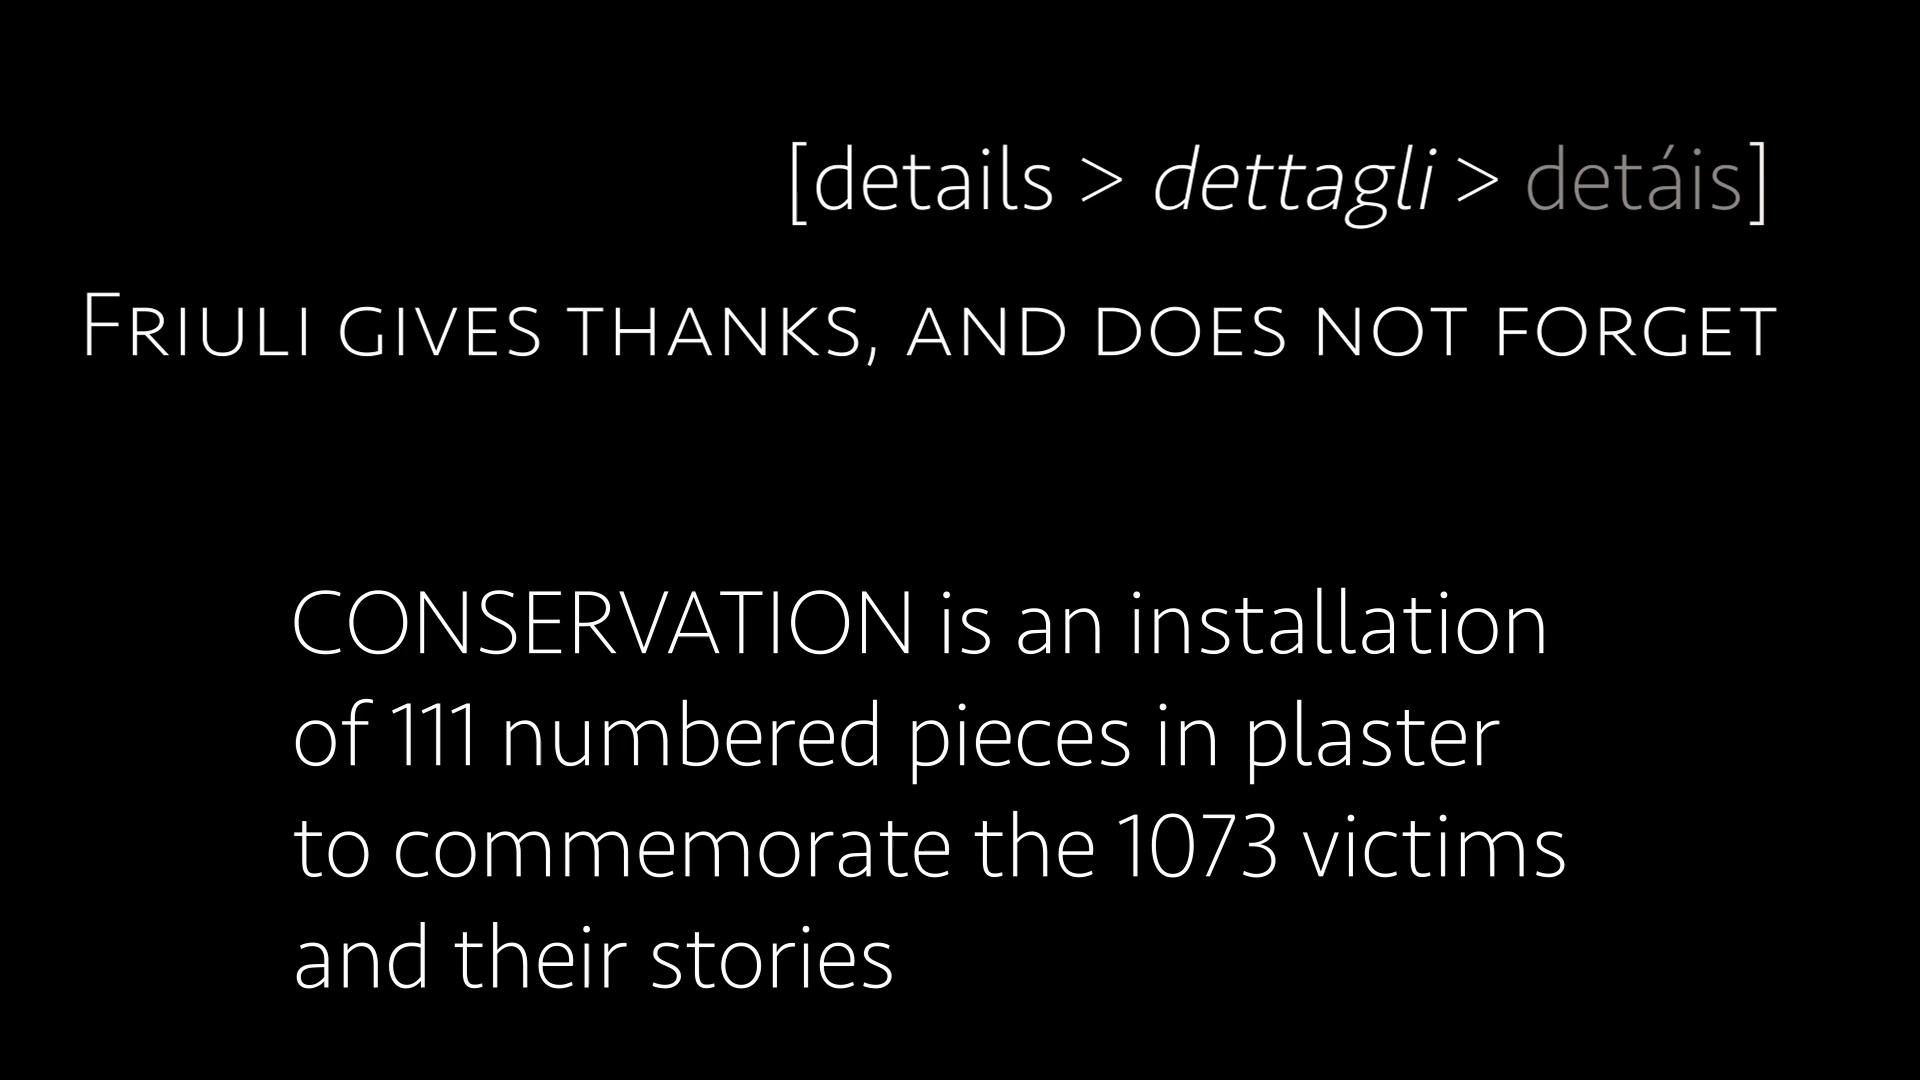 [details > dettagli > detáis]
Friuli gives thanks, and does not forget
CONSERVATION is an installation
of 111 numbered pieces in plaster
to commemorate the 1073 victims
and their stories